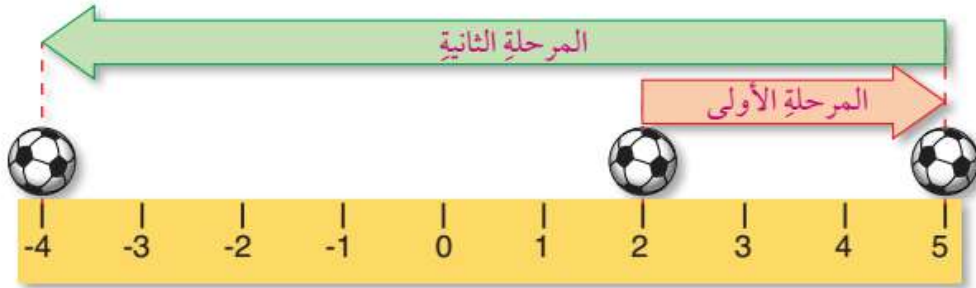 المرحلةِ الثانيةِ
المرحلةِ الأولى
-4 -3 -2 -1 0 1 2 3 4 5